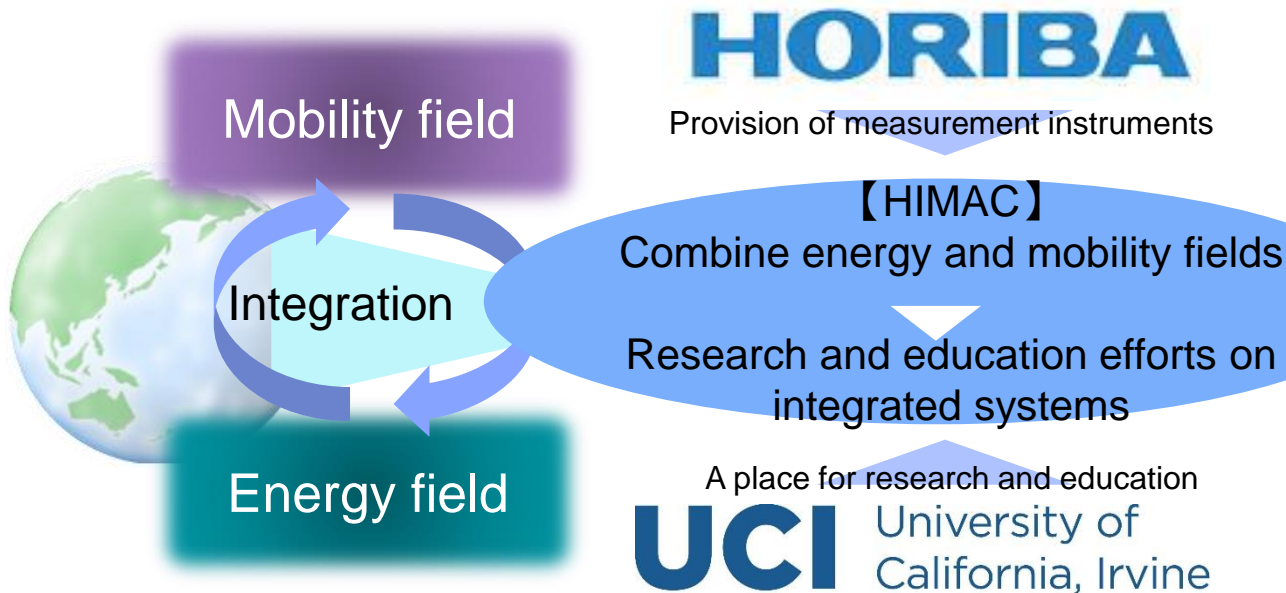 Mobility field
Integration
Energy field
HORIBA
Provision of measurement instruments
【HIMAC】
Combine energy and mobility fields
Research and education efforts on
integrated systems
A place for research and education
UCI University of
California, Irvine